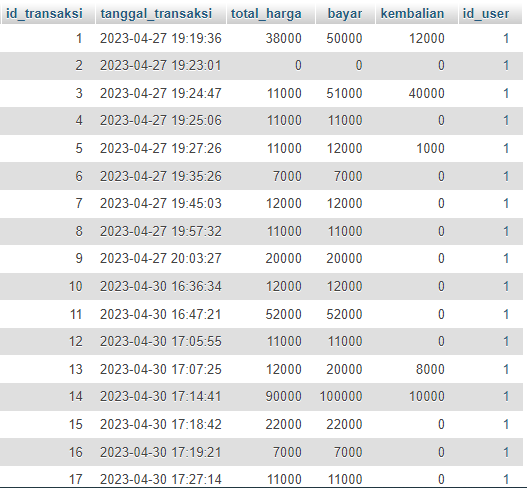 id_transaksi tanggal_transaksi total_harga bayar kembalian id_user
1 2023-04-27 19:19:36 38000 50000 12000 1
2 2023-04-27 19:23:01 0 0 0 1
3 2023-04-27 19:24:47 11000 51000 40000 1
4 2023-04-27 19:25:06 11000 11000 0 1
5 2023-04-27 19:27:26 11000 12000 1000 1
6 2023-04-27 19:35:26 7000 7000 0 1
7 2023-04-27 19:45:03 12000 12000 0 1
8 2023-04-27 19:57:32 11000 11000 0 1
9 2023-04-27 20:03:27 20000 20000 0 1
10 2023-04-30 16:36:34 12000 12000 0 1
11 2023-04-30 16:47:21 52000 52000 0 1
12 2023-04-30 17:05:55 11000 11000 0 1
13 2023-04-30 17:07:25 12000 20000 8000 1
14 2023-04-30 17:14:41 90000 100000 10000 1
15 2023-04-30 17:18:42 22000 22000 0 1
16 2023-04-30 17:19:21 7000 7000 0 1
17 2023-04-30 17:27:14 11000 11000 0 1